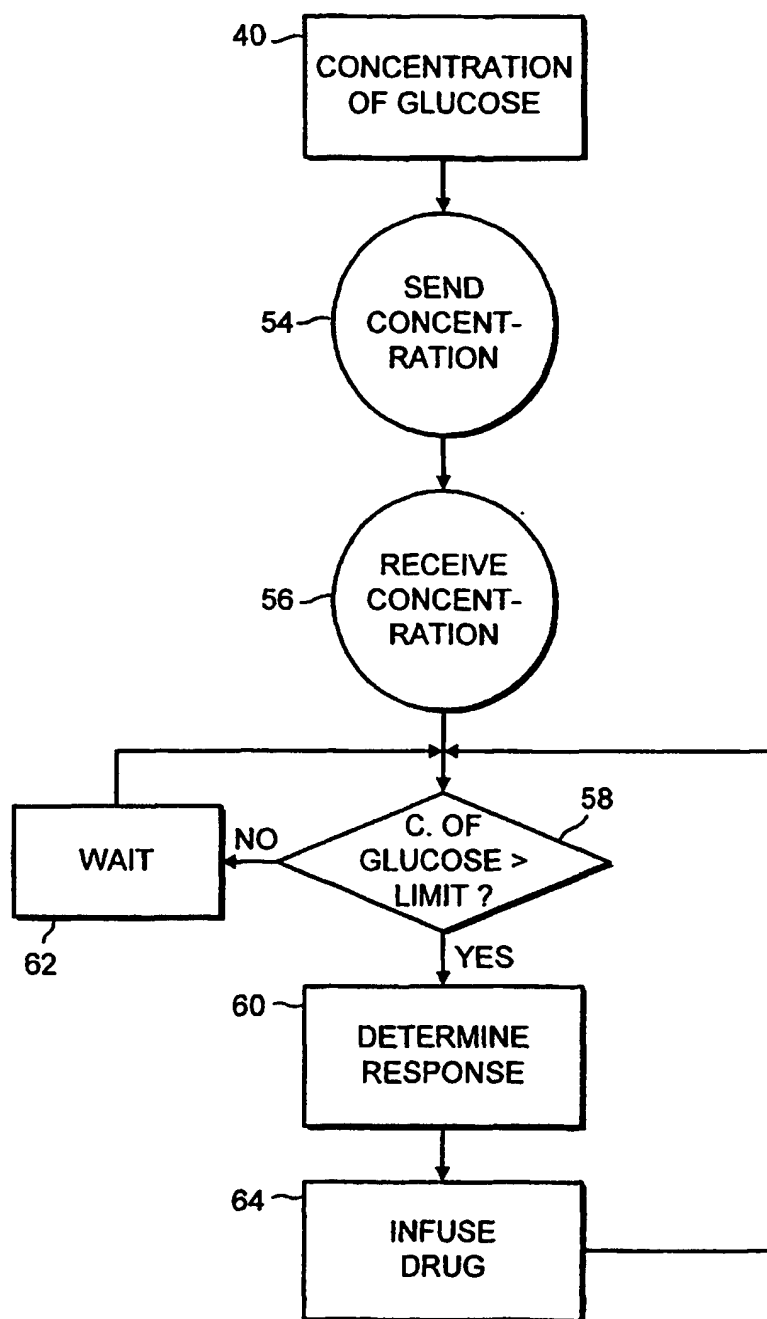 40
CONCENTRATION
OF GLUCOSE
54
SEND
CONCENT-
RATION
56
RECEIVE
CONCENT-
RATION
58
C. OF
GLUCOSE >
LIMIT ?
NO
WAIT
62
YES
60
DETERMINE
RESPONSE
64
INFUSE
DRUG